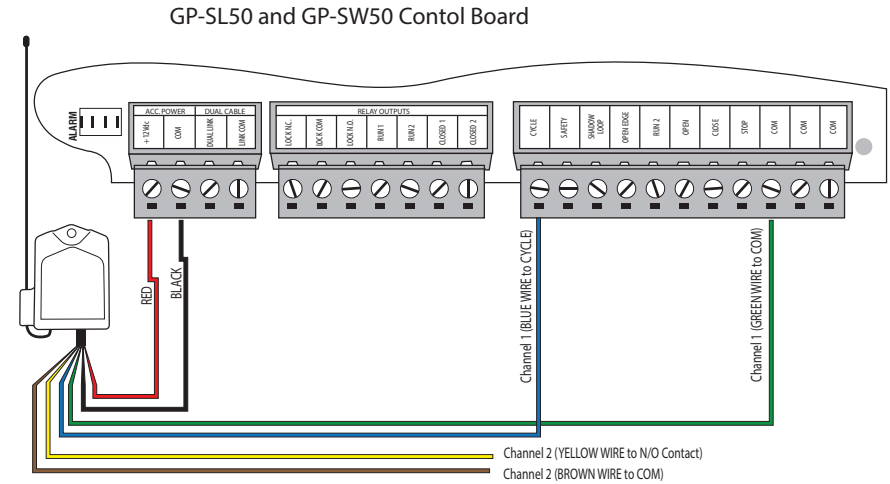 GP-SL50 and GP-SW50 Contol Board
ALARM
ACC. POWER
DUAL CABLE
+ 12Vdc
COM
DUAL LINK
LINK COM
RELAY OUTPUTS
LOCK N.C.
LOCK COM
LOCK N.O.
RUN 1
RUN 2
CLOSED 1
CLOSED 2
CYCLE
SAFETY
SHADOW
LOOP
OPEN EDGE
RUN 2
OPEN
CLOSE
STOP
COM
COM
COM
RED
BLACK
Channel 1 (BLUE WIRE to CYCLE)
Channel 1 (GREEN WIRE to COM)
Channel 2 (YELLOW WIRE to N/O Contact)
Channel 2 (BROWN WIRE to COM)